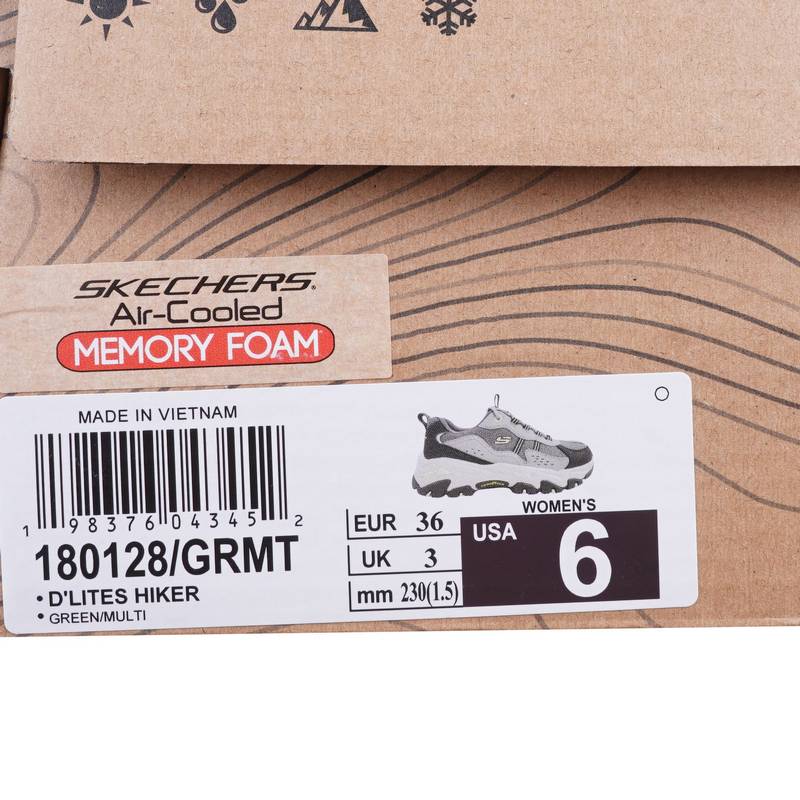 SKECHERS®
Air-Cooled
MEMORY FOAM
MADE IN VIETNAM
1 98376 04345 2
180128/GRMT
• D'LITES HIKER
• GREEN/MULTI
WOMEN'S
EUR 36
UK 3
mm 230(1.5)
USA 6